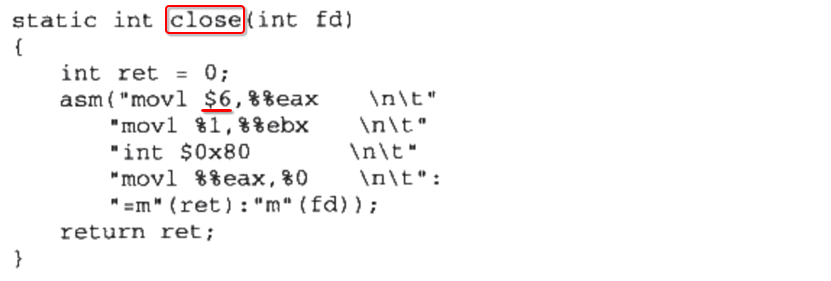 static int close(int fd)
{
    int ret = 0;
    asm("movl $6,%%eax    \n\t"
        "movl %1,%%ebx    \n\t"
        "int $0x80        \n\t"
        "movl %%eax,%0    \n\t":
        "=m"(ret):"m"(fd));
    return ret;
}